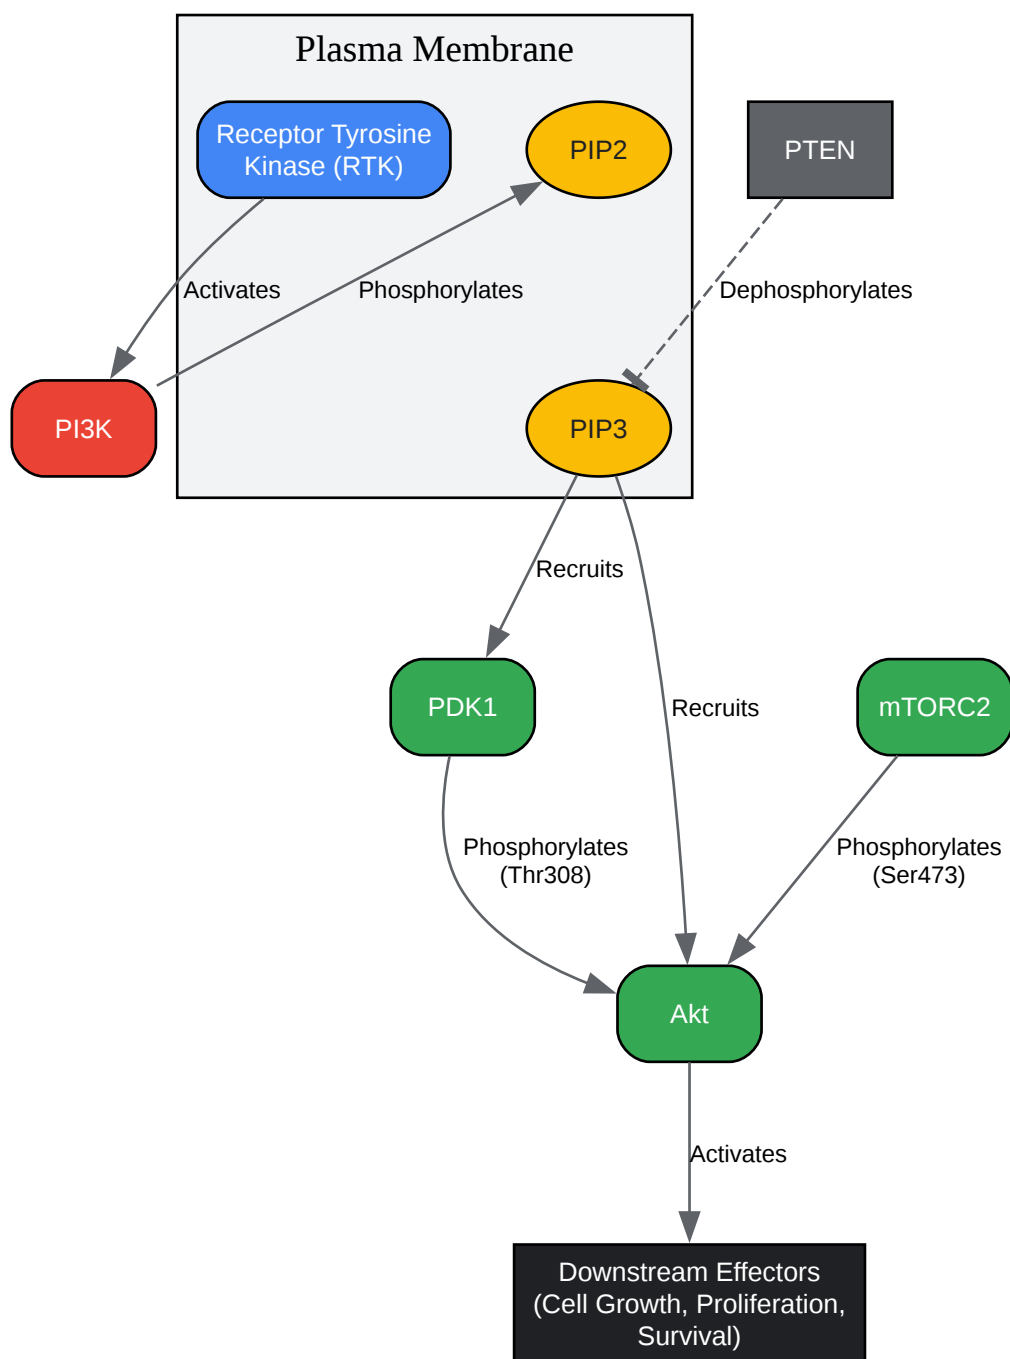 Plasma Membrane
Receptor Tyrosine
Kinase (RTK)
PIP2
PTEN
Activates
Phosphorylates
Dephosphorylates
PI3K
PIP3
Recruits
PDK1
Recruits
mTORC2
Phosphorylates
(Thr308)
Phosphorylates
(Ser473)
Akt
Activates
Downstream Effectors
(Cell Growth, Proliferation,
Survival)